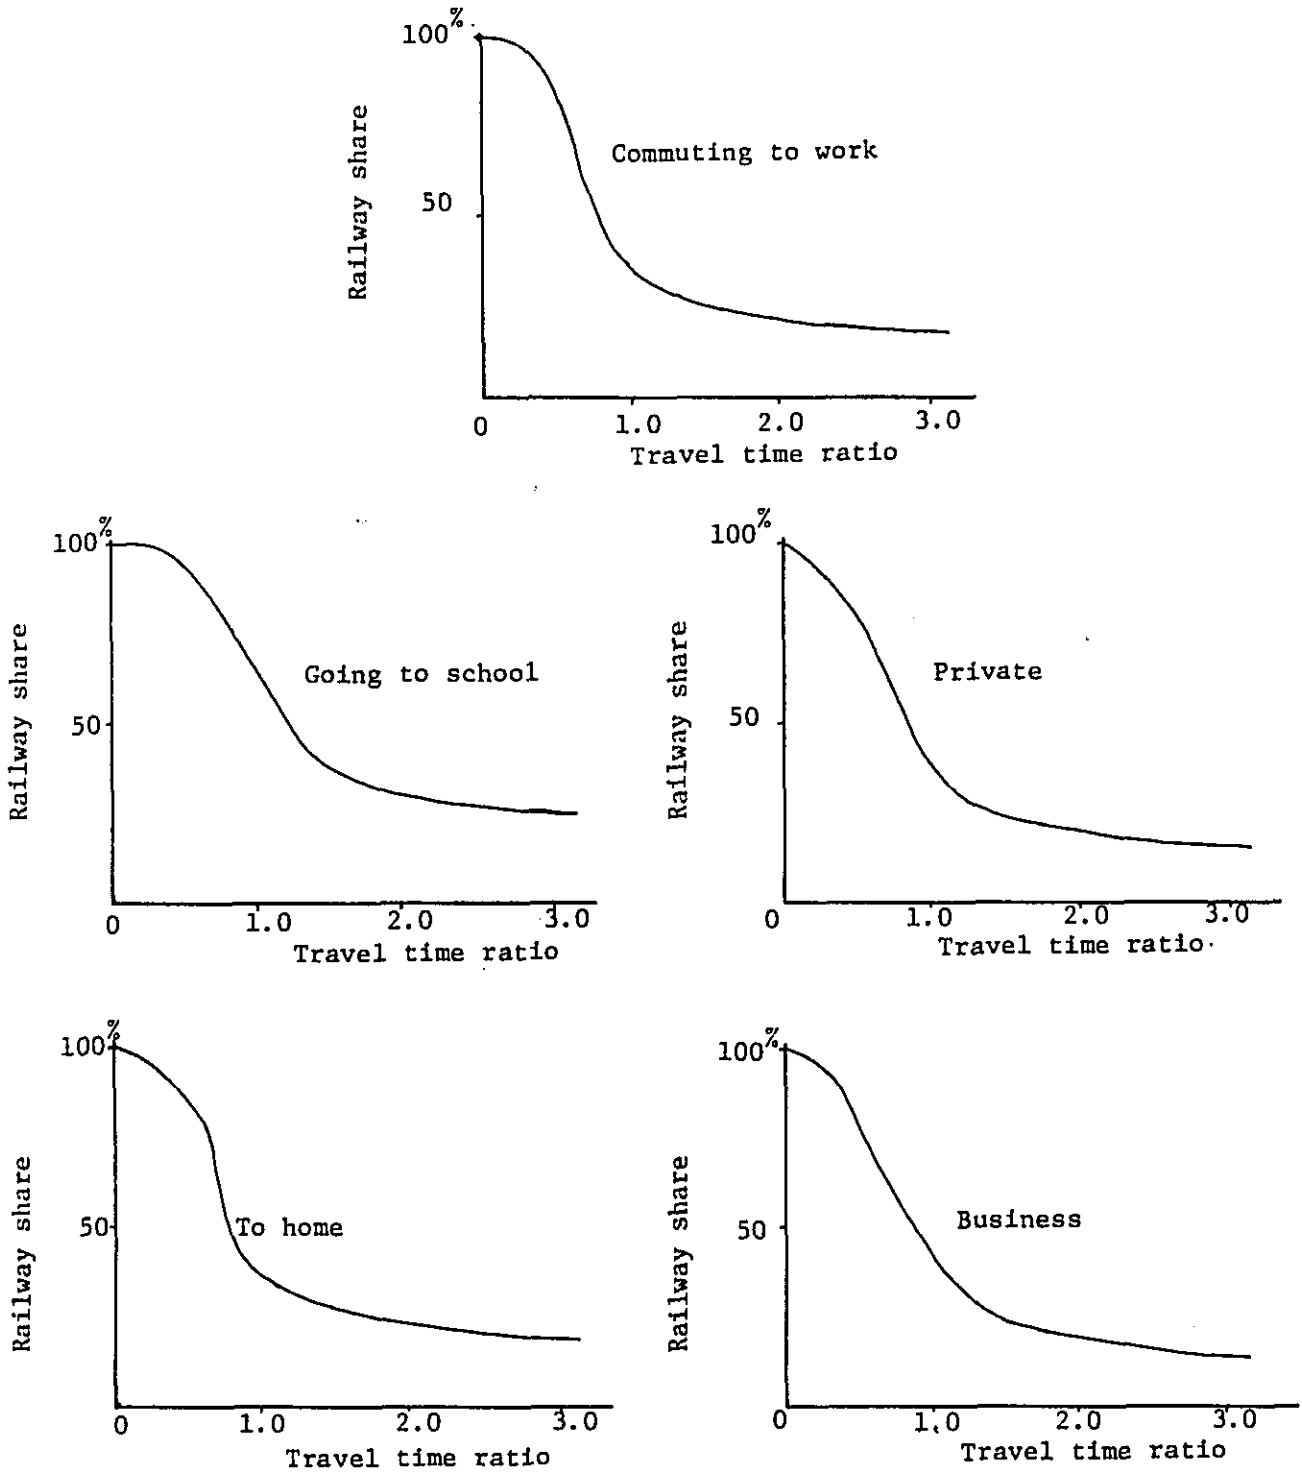 100%
Railway share
Commuting to work
50
0 1.0 2.0 3.0
Travel time ratio
100%
Railway share
Going to school
50
0 1.0 2.0 3.0
Travel time ratio
100%
Railway share
Private
50
0 1.0 2.0 3.0
Travel time ratio
100%
Railway share
50
To home
0 1.0 2.0 3.0
Travel time ratio
100%
Railway share
Business
50
0 1.0 2.0 3.0
Travel time ratio